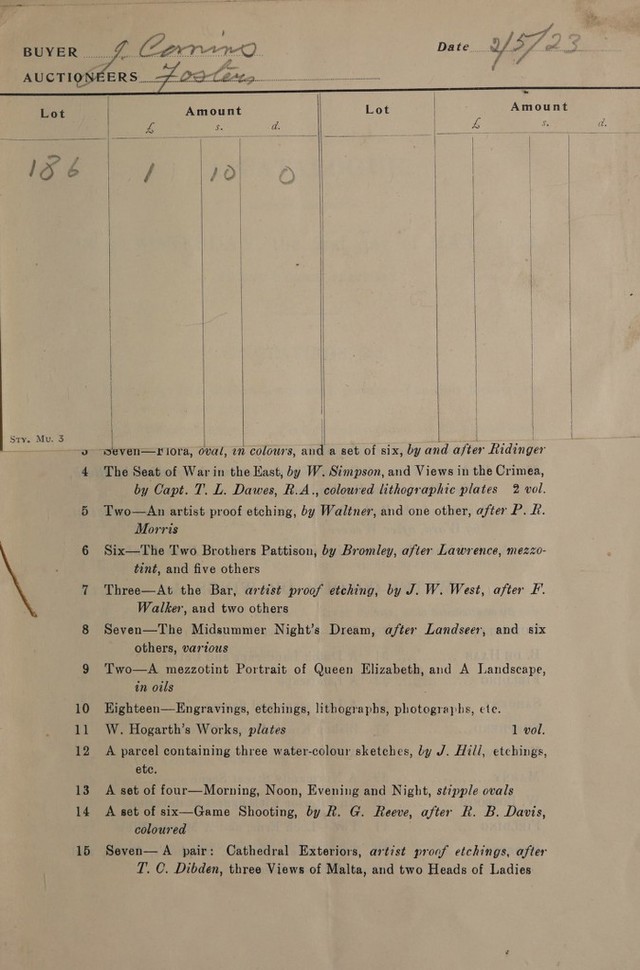 BUYER J. Comins Date 2/5/23
AUCTIONEERS Fosters
Lot Amount Lot Amount
£ s. d. £ s. d.
186 1 10 0
STY. MU. 3
3 Seven—Flora, oval, in colours, and a set of six, by and after Ridinger
4 The Seat of War in the East, by W. Simpson, and Views in the Crimea,
by Capt. T. L. Dawes, R.A., coloured lithographic plates 2 vol.
5 Two—An artist proof etching, by Waltner, and one other, after P. R.
Morris
6 Six—The Two Brothers Pattison, by Bromley, after Lawrence, mezzo-
tint, and five others
7 Three—At the Bar, artist proof etching, by J. W. West, after F.
Walker, and two others
8 Seven—The Midsummer Night's Dream, after Landseer, and six
others, various
9 Two—A mezzotint Portrait of Queen Elizabeth, and A Landscape,
in oils
10 Eighteen—Engravings, etchings, lithographs, photographs, etc.
11 W. Hogarth's Works, plates 1 vol.
12 A parcel containing three water-colour sketches, by J. Hill, etchings,
etc.
13 A set of four—Morning, Noon, Evening and Night, stipple ovals
14 A set of six—Game Shooting, by R. G. Reeve, after R. B. Davis,
coloured
15 Seven—A pair: Cathedral Exteriors, artist proof etchings, after
T. C. Dibden, three Views of Malta, and two Heads of Ladies